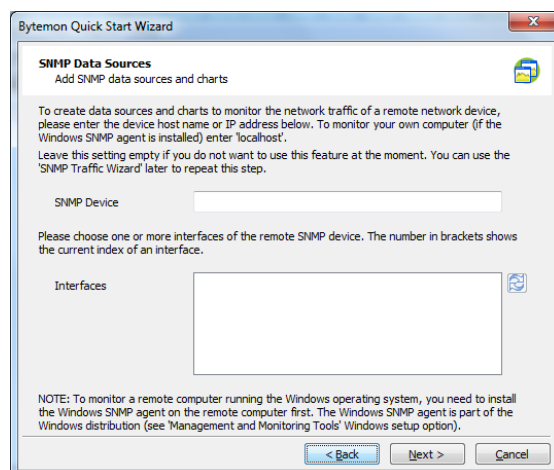 Bytemon Quick Start Wizard
SNMP Data Sources
Add SNMP data sources and charts
To create data sources and charts to monitor the network traffic of a remote network device,
please enter the device host name or IP address below. To monitor your own computer (if the
Windows SNMP agent is installed) enter 'localhost'.
Leave this setting empty if you do not want to use this feature at the moment. You can use the
'SNMP Traffic Wizard' later to repeat this step.
SNMP Device
Please choose one or more interfaces of the remote SNMP device. The number in brackets shows
the current index of an interface.
Interfaces
NOTE: To monitor a remote computer running the Windows operating system, you need to install
the Windows SNMP agent on the remote computer first. The Windows SNMP agent is part of the
Windows distribution (see 'Management and Monitoring Tools' Windows setup option).
< Back Next > Cancel